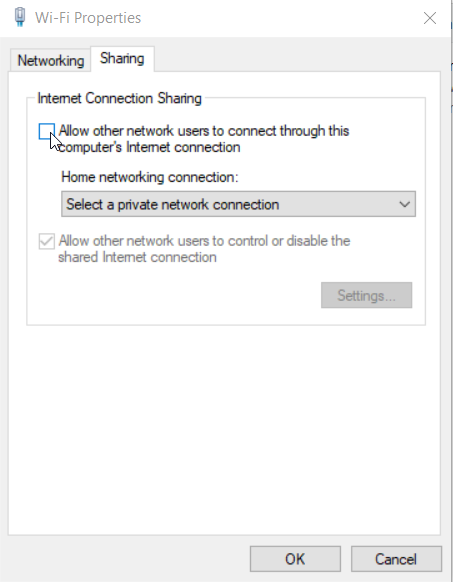 Wi-Fi Properties
Networking
Sharing
Internet Connection Sharing
Allow other network users to connect through this
computer's Internet connection
Home networking connection:
Select a private network connection
Allow other network users to control or disable the
shared Internet connection
Settings...
OK
Cancel